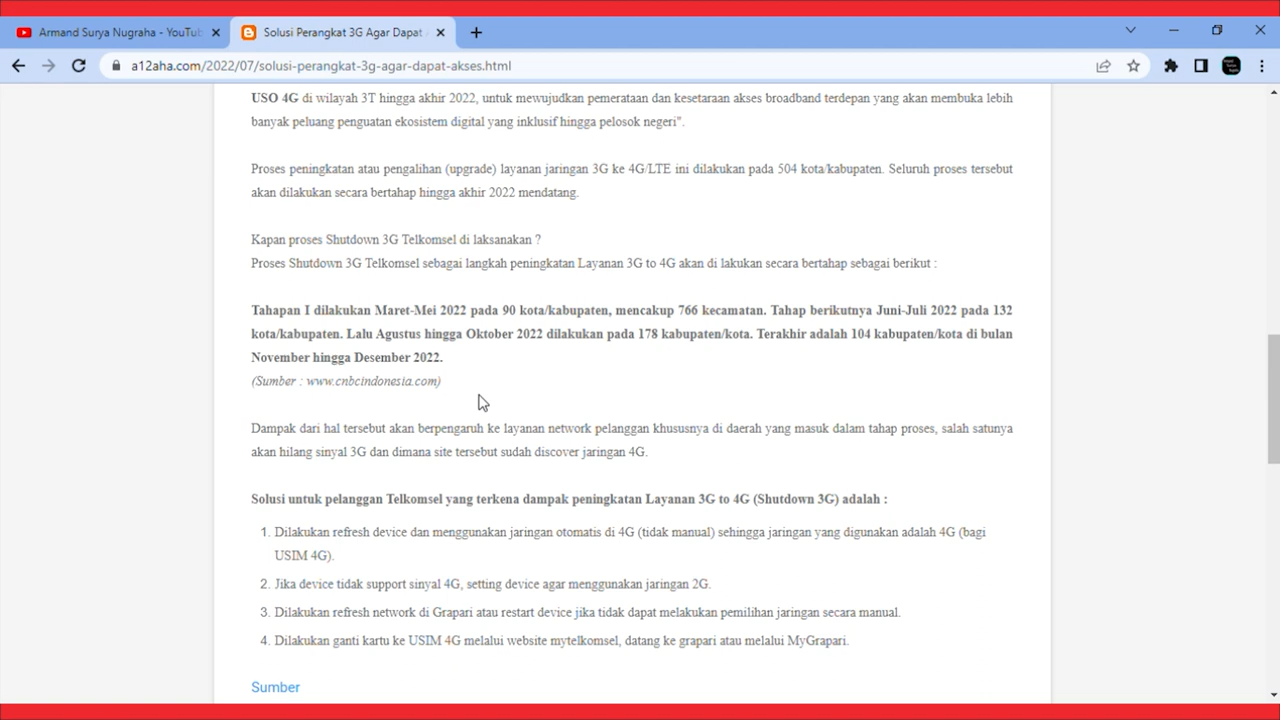 Armand Surya Nugraha - YouTu
Solusi Perangkat 3G Agar Dapat
a12aha.com/2022/07/solusi-perangkat-3g-agar-dapat-akses.html
USO 4G di wilayah 3T hingga akhir 2022, untuk mewujudkan pemerataan dan kesetaraan akses broadband terdepan yang akan membuka lebih
banyak peluang penguatan ekosistem digital yang inklusif hingga pelosok negeri".
Proses peningkatan atau pengalihan (upgrade) layanan jaringan 3G ke 4G/LTE ini dilakukan pada 504 kota/kabupaten. Seluruh proses tersebut
akan dilakukan secara bertahap hingga akhir 2022 mendatang.
Kapan proses Shutdown 3G Telkomsel di laksanakan ?
Proses Shutdown 3G Telkomsel sebagai langkah peningkatan Layanan 3G to 4G akan di lakukan secara bertahap sebagai berikut :
Tahapan I dilakukan Maret-Mei 2022 pada 90 kota/kabupaten, mencakup 766 kecamatan. Tahap berikutnya Juni-Juli 2022 pada 132
kota/kabupaten. Lalu Agustus hingga Oktober 2022 dilakukan pada 178 kabupaten/kota. Terakhir adalah 104 kabupaten/kota di bulan
November hingga Desember 2022.
(Sumber : www.cnbcindonesia.com)
Dampak dari hal tersebut akan berpengaruh ke layanan network pelanggan khususnya di daerah yang masuk dalam tahap proses, salah satunya
akan hilang sinyal 3G dan dimana site tersebut sudah discover jaringan 4G.
Solusi untuk pelanggan Telkomsel yang terkena dampak peningkatan Layanan 3G to 4G (Shutdown 3G) adalah :
1. Dilakukan refresh device dan menggunakan jaringan otomatis di 4G (tidak manual) sehingga jaringan yang digunakan adalah 4G (bagi
USIM 4G).
2. Jika device tidak support sinyal 4G, setting device agar menggunakan jaringan 2G.
3. Dilakukan refresh network di Grapari atau restart device jika tidak dapat melakukan pemilihan jaringan secara manual.
4. Dilakukan ganti kartu ke USIM 4G melalui website mytelkomsel, datang ke grapari atau melalui MyGrapari.
Sumber